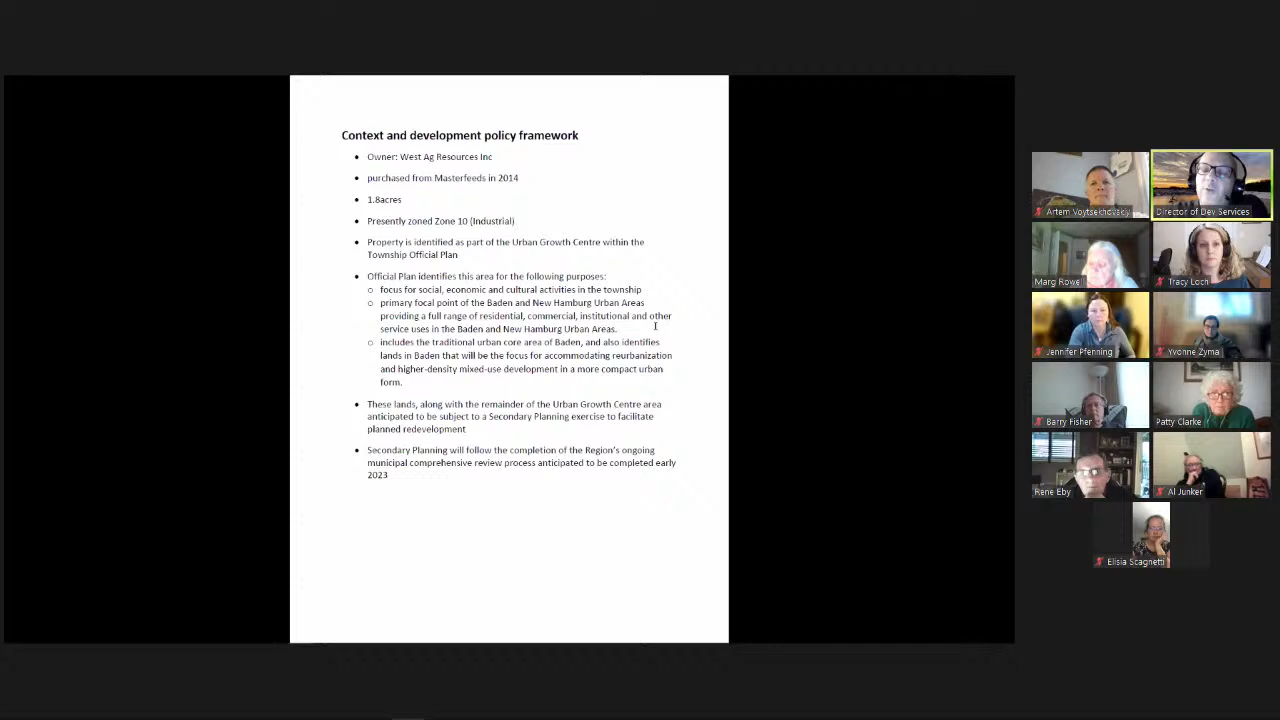 Context and development policy framework
• Owner: West Ag Resources Inc
• purchased from Masterfeeds in 2014
• 1.8acres
• Presently zoned Zone 10 (Industrial)
• Property is identified as part of the Urban Growth Centre within the
Township Official Plan
• Official Plan identifies this area for the following purposes:
o focus for social, economic and cultural activities in the township
o primary focal point of the Baden and New Hamburg Urban Areas
providing a full range of residential, commercial, institutional and other
service uses in the Baden and New Hamburg Urban Areas.
o includes the traditional urban core area of Baden, and also identifies
lands in Baden that will be the focus for accommodating reurbanization
and higher-density mixed-use development in a more compact urban
form.
• These lands, along with the remainder of the Urban Growth Centre area
anticipated to be subject to a Secondary Planning exercise to facilitate
planned redevelopment
• Secondary Planning will follow the completion of the Region's ongoing
municipal comprehensive review process anticipated to be completed early
2023
Artem Voytsekhovskiy
Director of Dev Services
Marg Rowell
Tracy Loch
Jennifer Pfenning
Yvonne Zyma
Barry Fisher
Patty Clarke
Rene Eby
Al Junker
Elisia Scagnetti